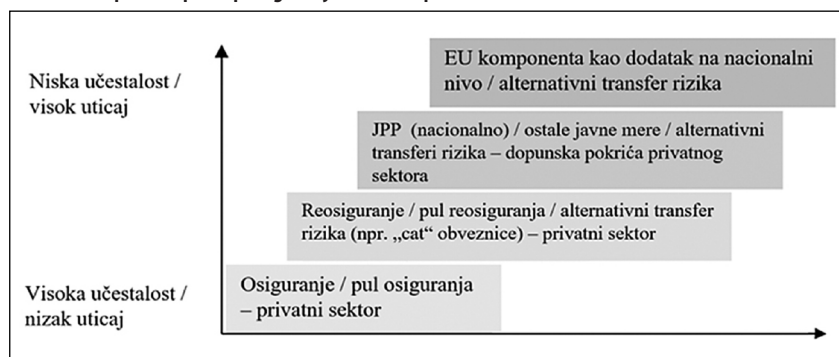 Niska učestalost /
visok uticaj
EU komponenta kao dodatak na nacionalni
nivo / alternativni transfer rizika
JPP (nacionalno) / ostale javne mere / alternativni
transferi rizika – dopunska pokrića privatnog
sektora
Reosiguranje / pul reosiguranja / alternativni transfer
rizika (npr. „cat“ obveznice) – privatni sektor
Visoka učestalost /
nizak uticaj
Osiguranje / pul osiguranja
– privatni sektor